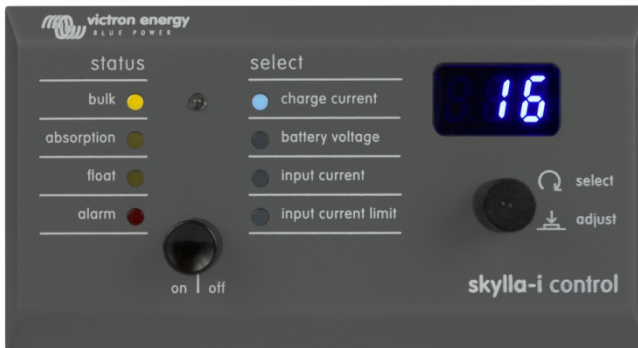 victron energy
BLUE POWER
status
bulk
absorption
float
alarm
on | off
select
charge current
battery voltage
input current
input current limit
16
select
adjust
skylla-i control